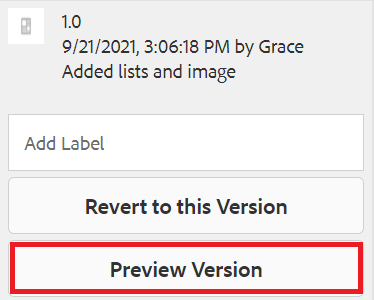 1.0
9/21/2021, 3:06:18 PM by Grace
Added lists and image
Add Label
Revert to this Version
Preview Version